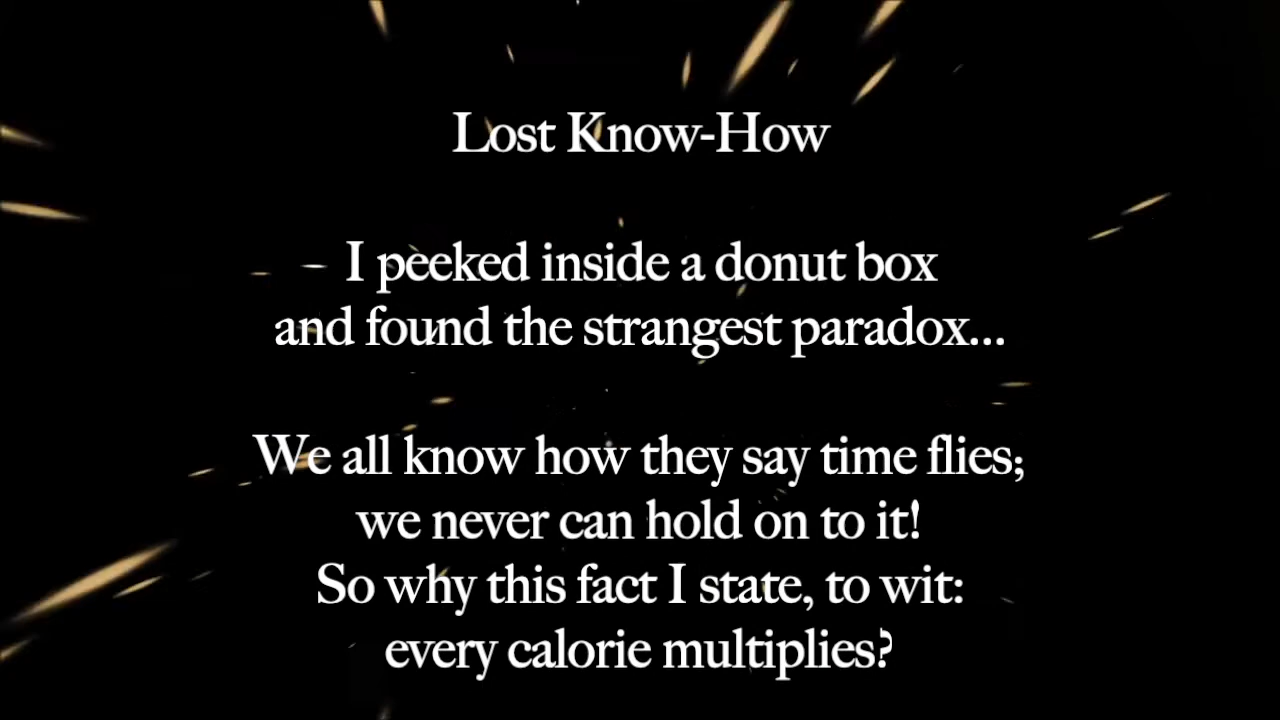 Lost Know-How
I peeked inside a donut box
and found the strangest paradox...
We all know how they say time flies;
we never can hold on to it!
So why this fact I state, to wit:
every calorie multiplies?